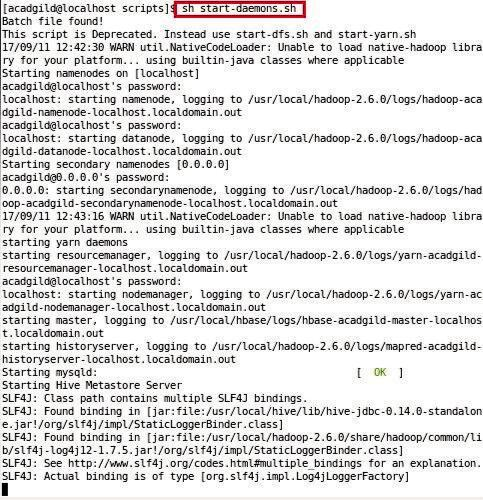 [acadgild scripts]$ sh start-daemons.sh
Batch file found!
This script is Deprecated. Instead use start-dfs.sh and start-yarn.sh
17/09/11 12:42:30 WARN util.NativeCodeLoader: Unable to load native-hadoop libra
ry for your platform... using builtin-java classes where applicable
Starting namenodes on [localhost]
acadgild@localhost's password:
localhost: starting namenode, logging to /usr/local/hadoop-2.6.0/logs/hadoop-aca
dgild-namenode-localhost.localdomain.out
acadgild@localhost's password:
localhost: starting datanode, logging to /usr/local/hadoop-2.6.0/logs/hadoop-aca
dgild-datanode-localhost.localdomain.out
Starting secondary namenodes [0.0.0.0]
acadgild@0.0.0.0's password:
0.0.0.0: starting secondarynamenode, logging to /usr/local/hadoop-2.6.0/logs/had
oop-acadgild-secondarynamenode-localhost.localdomain.out
17/09/11 12:43:16 WARN util.NativeCodeLoader: Unable to load native-hadoop libra
ry for your platform... using builtin-java classes where applicable
starting yarn daemons
starting resourcemanager, logging to /usr/local/hadoop-2.6.0/logs/yarn-acadgild-
resourcemanager-localhost.localdomain.out
acadgild@localhost's password:
localhost: starting nodemanager, logging to /usr/local/hadoop-2.6.0/logs/yarn-ac
adgild-nodemanager-localhost.localdomain.out
starting master, logging to /usr/local/hbase/logs/hbase-acadgild-master-localhos
t.localdomain.out
starting historyserver, logging to /usr/local/hadoop-2.6.0/logs/mapred-acadgild-
historyserver-localhost.localdomain.out
Starting mysqld: [ OK ]
Starting Hive Metastore Server
SLF4J: Class path contains multiple SLF4J bindings.
SLF4J: Found binding in [jar:file:/usr/local/hive/lib/hive-jdbc-0.14.0-standalon
e.jar!/org/slf4j/impl/StaticLoggerBinder.class]
SLF4J: Found binding in [jar:file:/usr/local/hadoop-2.6.0/share/hadoop/common/li
b/slf4j-log4j12-1.7.5.jar!/org/slf4j/impl/StaticLoggerBinder.class]
SLF4J: See http://www.slf4j.org/codes.html#multiple_bindings for an explanation.
SLF4J: Actual binding is of type [org.slf4j.impl.Log4jLoggerFactory]